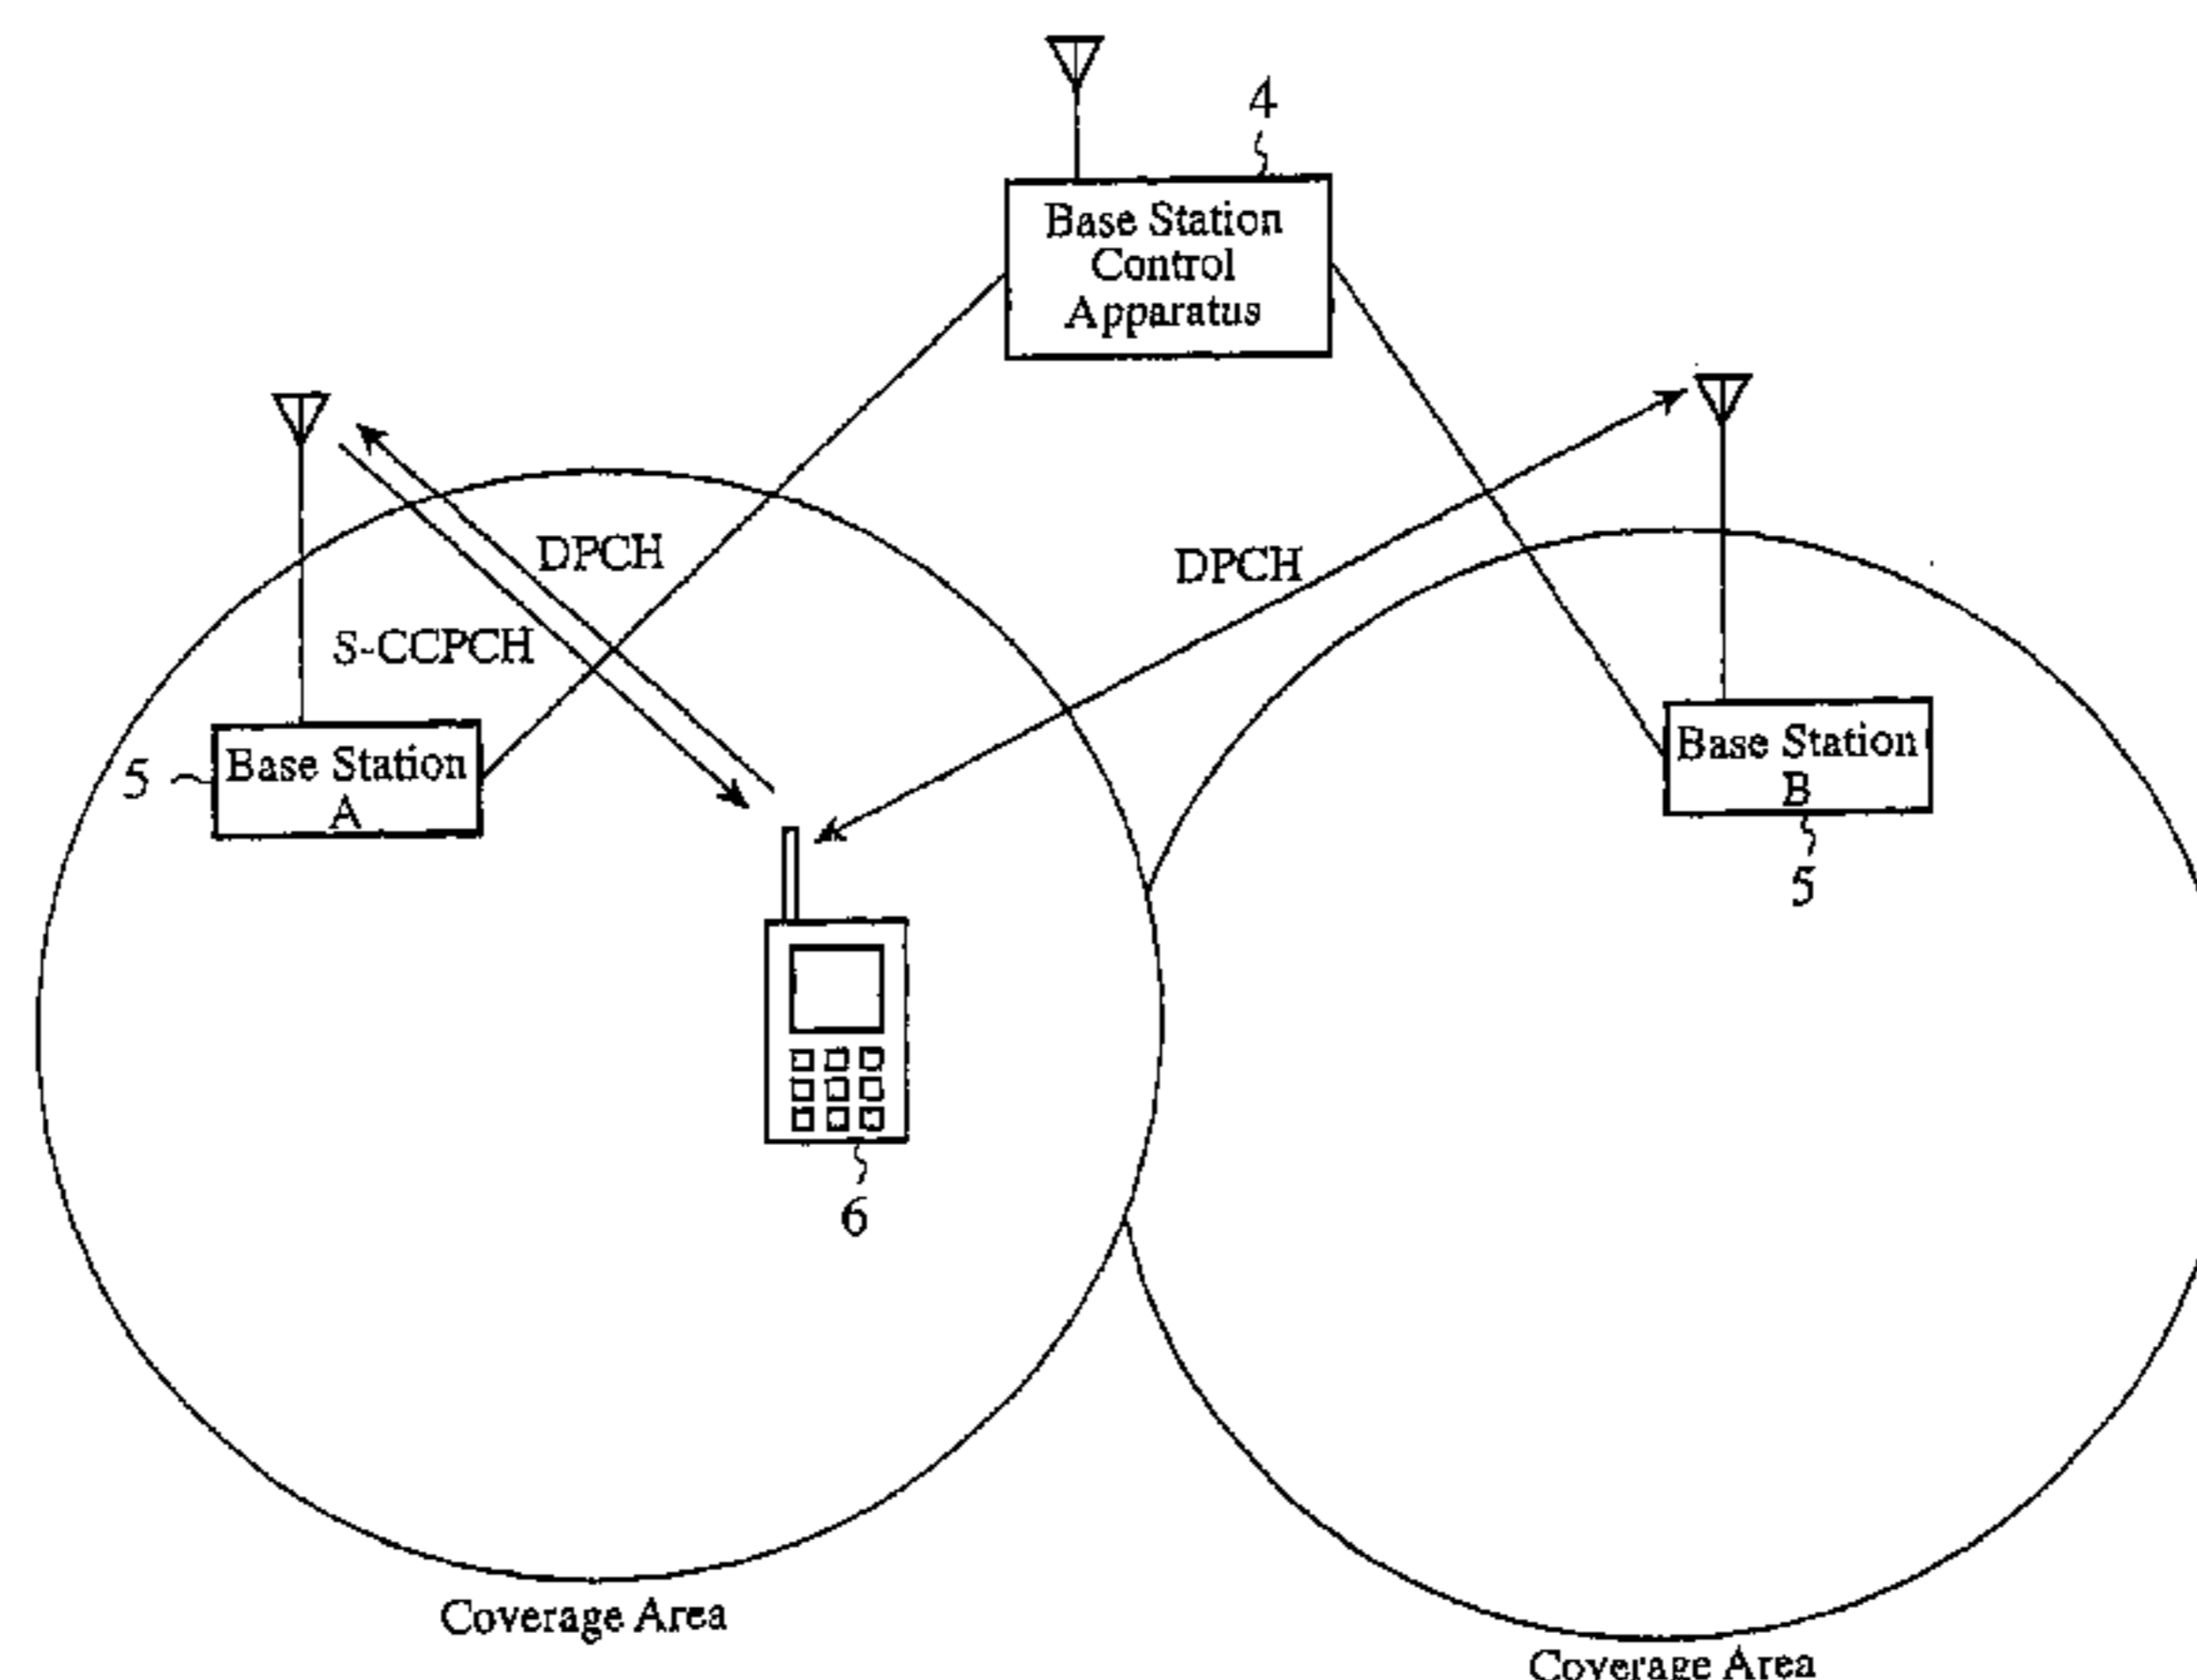 4
Base Station
Control
Apparatus
DPCH
DPCH
S-CCPCH
5
Base Station
A
Base Station
B
5
6
Coverage Area
Coverage Area